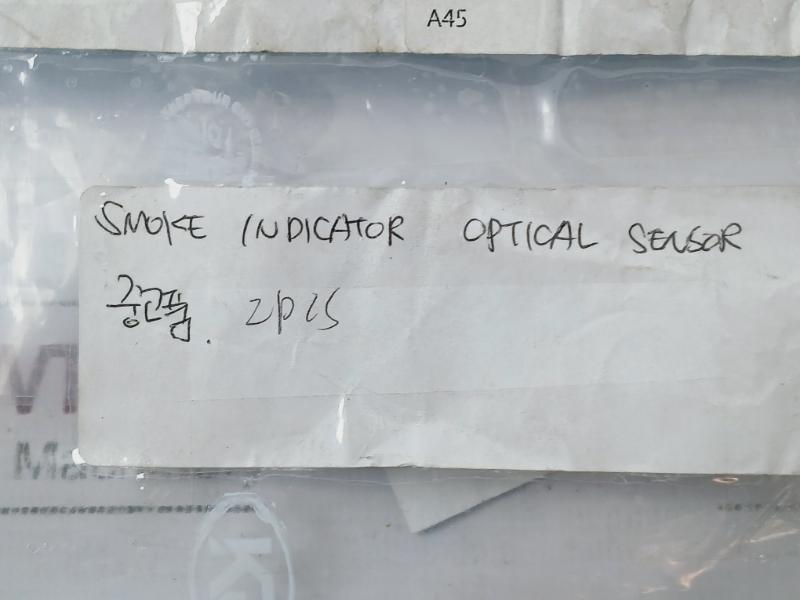 A45
SMOKE INDICATOR OPTICAL SENSOR
중고품. 2PCS